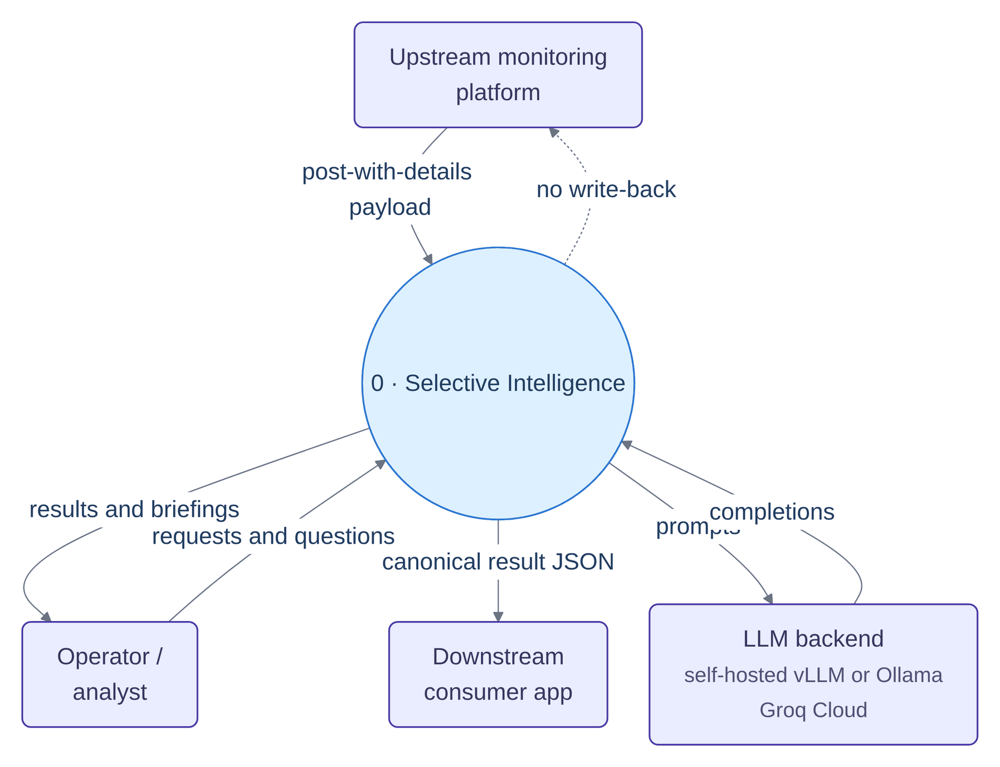 Upstream monitoring
platform
post-with-details
payload
no write-back
0 · Selective Intelligence
results and briefings
requests and questions
canonical result JSON
completions
prompts
Operator /
analyst
Downstream
consumer app
LLM backend
self-hosted vLLM or Ollama
Groq Cloud